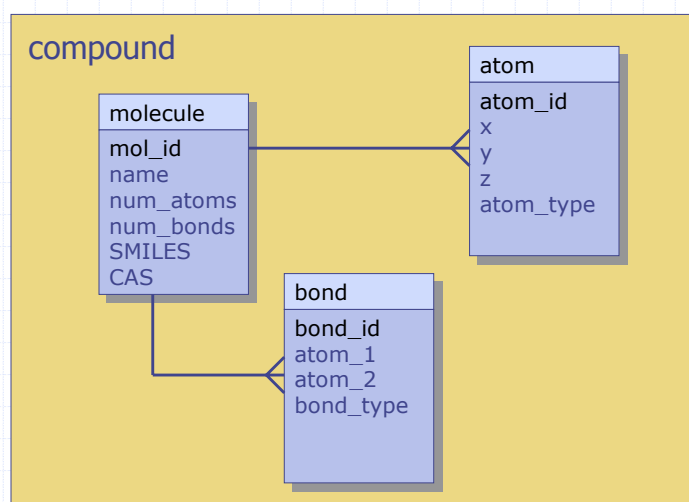 compound
molecule
mol_id
name
num_atoms
num_bonds
SMILES
CAS
atom
atom_id
x
y
z
atom_type
bond
bond_id
atom_1
atom_2
bond_type